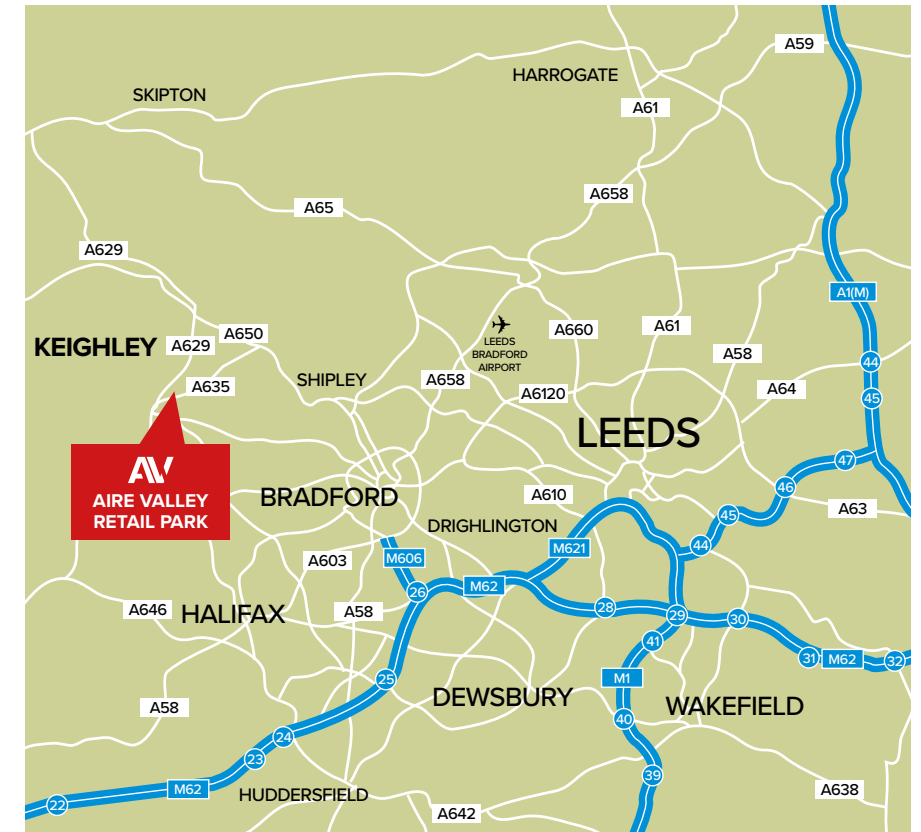 A59
HARROGATE
SKIPTON
A61
A658
A65
A629
A1(M)
LEEDS
BRADFORD
AIRPORT
A660
A61
A650
KEIGHLEY
A629
A58
44
SHIPLEY
A658
A635
A6120
A64
45
LEEDS
AV
AIRE VALLEY
RETAIL PARK
47
46
BRADFORD
A610
A63
45
DRIGHLINGTON
44
M621
M606
A603
M62
26
A646
HALIFAX
A58
28
29
30
41
31
M62
32
25
M1
DEWSBURY
WAKEFIELD
A58
40
24
23
39
M62
A638
HUDDERSFIELD
22
A642